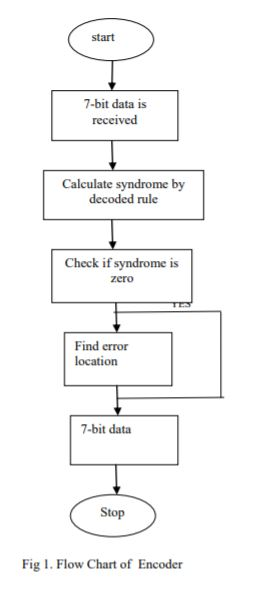 start
7-bit data is
received
Calculate syndrome by
decoded rule
Check if syndrome is
zero
YES
Find error
location
7-bit data
Stop
Fig 1. Flow Chart of Encoder